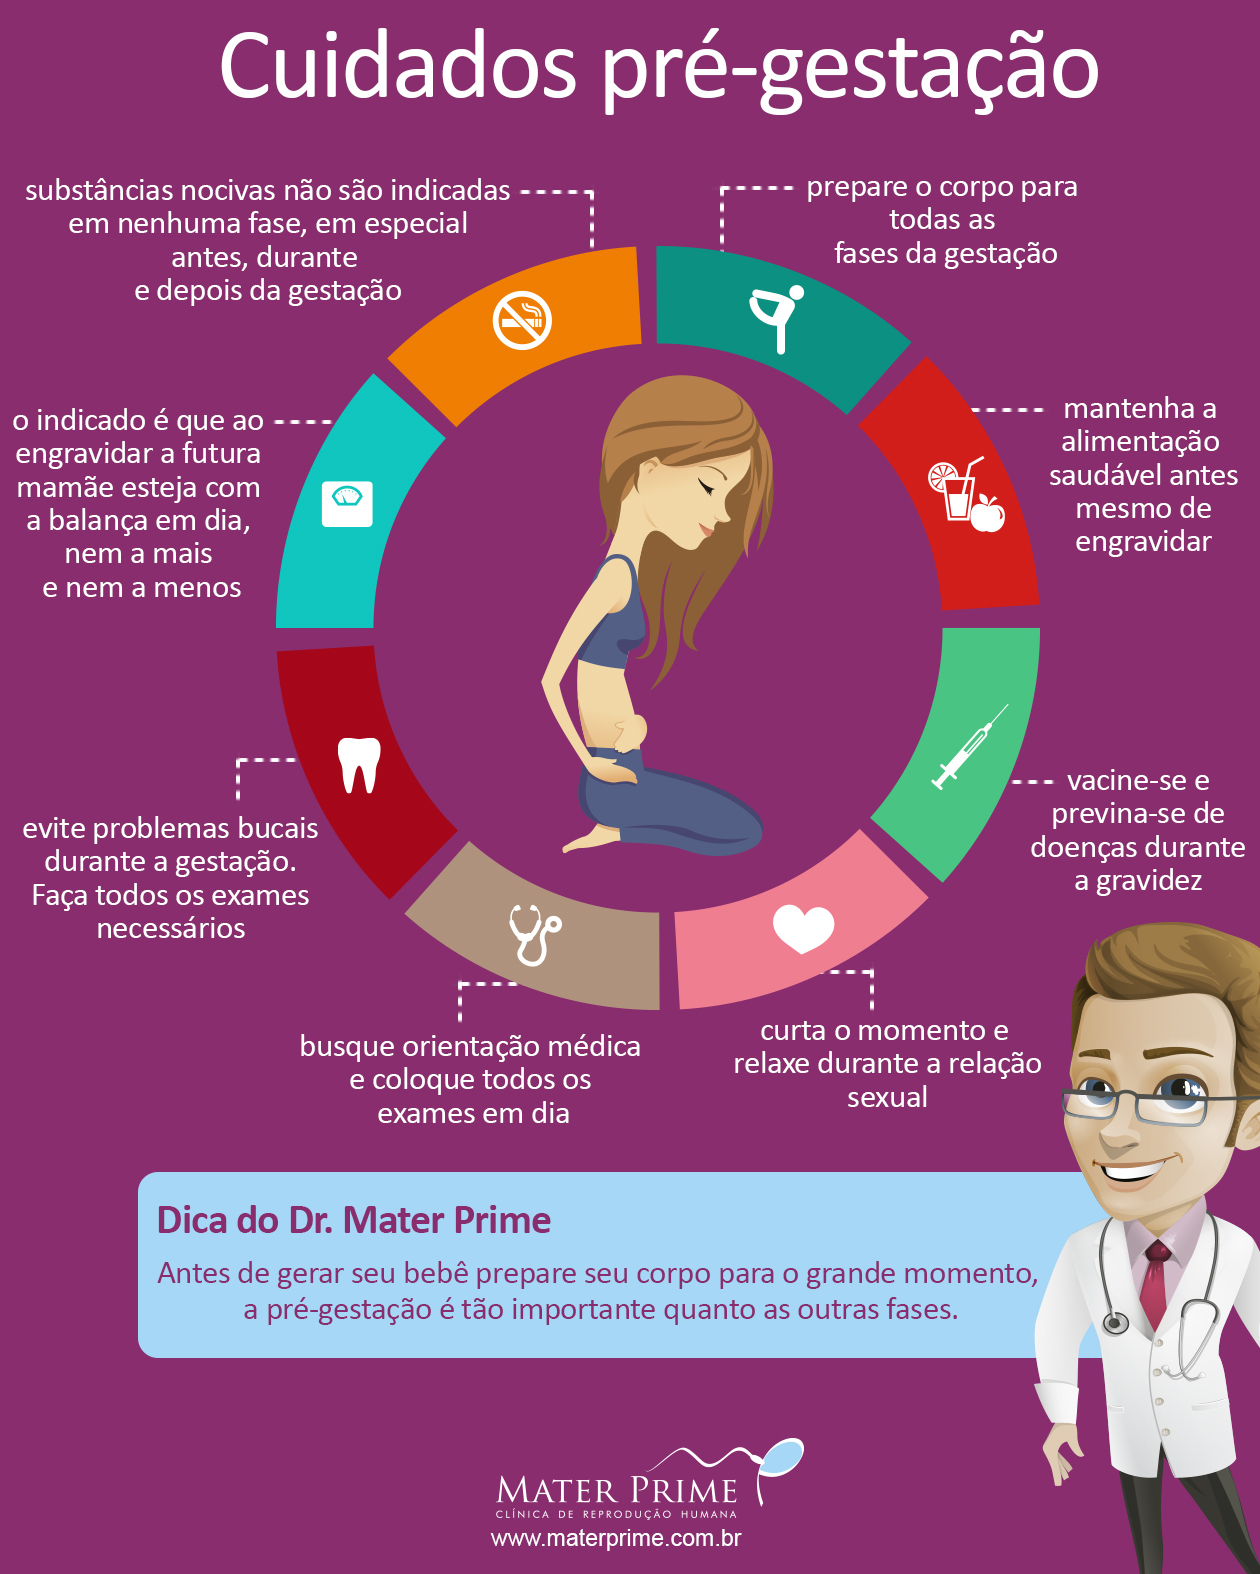 Cuidados pré-gestação
substâncias nocivas não são indicadas
em nenhuma fase, em especial
antes, durante
e depois da gestação
prepare o corpo para
todas as
fases da gestação
o indicado é que ao
engravidar a futura
mamãe esteja com
a balança em dia,
nem a mais
e nem a menos
mantenha a
alimentação
saudável antes
mesmo de
engravidar
evite problemas bucais
durante a gestação.
Faça todos os exames
necessários
vacine-se e
previna-se de
doenças durante
a gravidez
busque orientação médica
e coloque todos os
exames em dia
curta o momento e
relaxe durante a relação
sexual
Dica do Dr. Mater Prime
Antes de gerar seu bebê prepare seu corpo para o grande momento,
a pré-gestação é tão importante quanto as outras fases.
MATER PRIME
CLÍNICA DE REPRODUÇÃO HUMANA
www.materprime.com.br